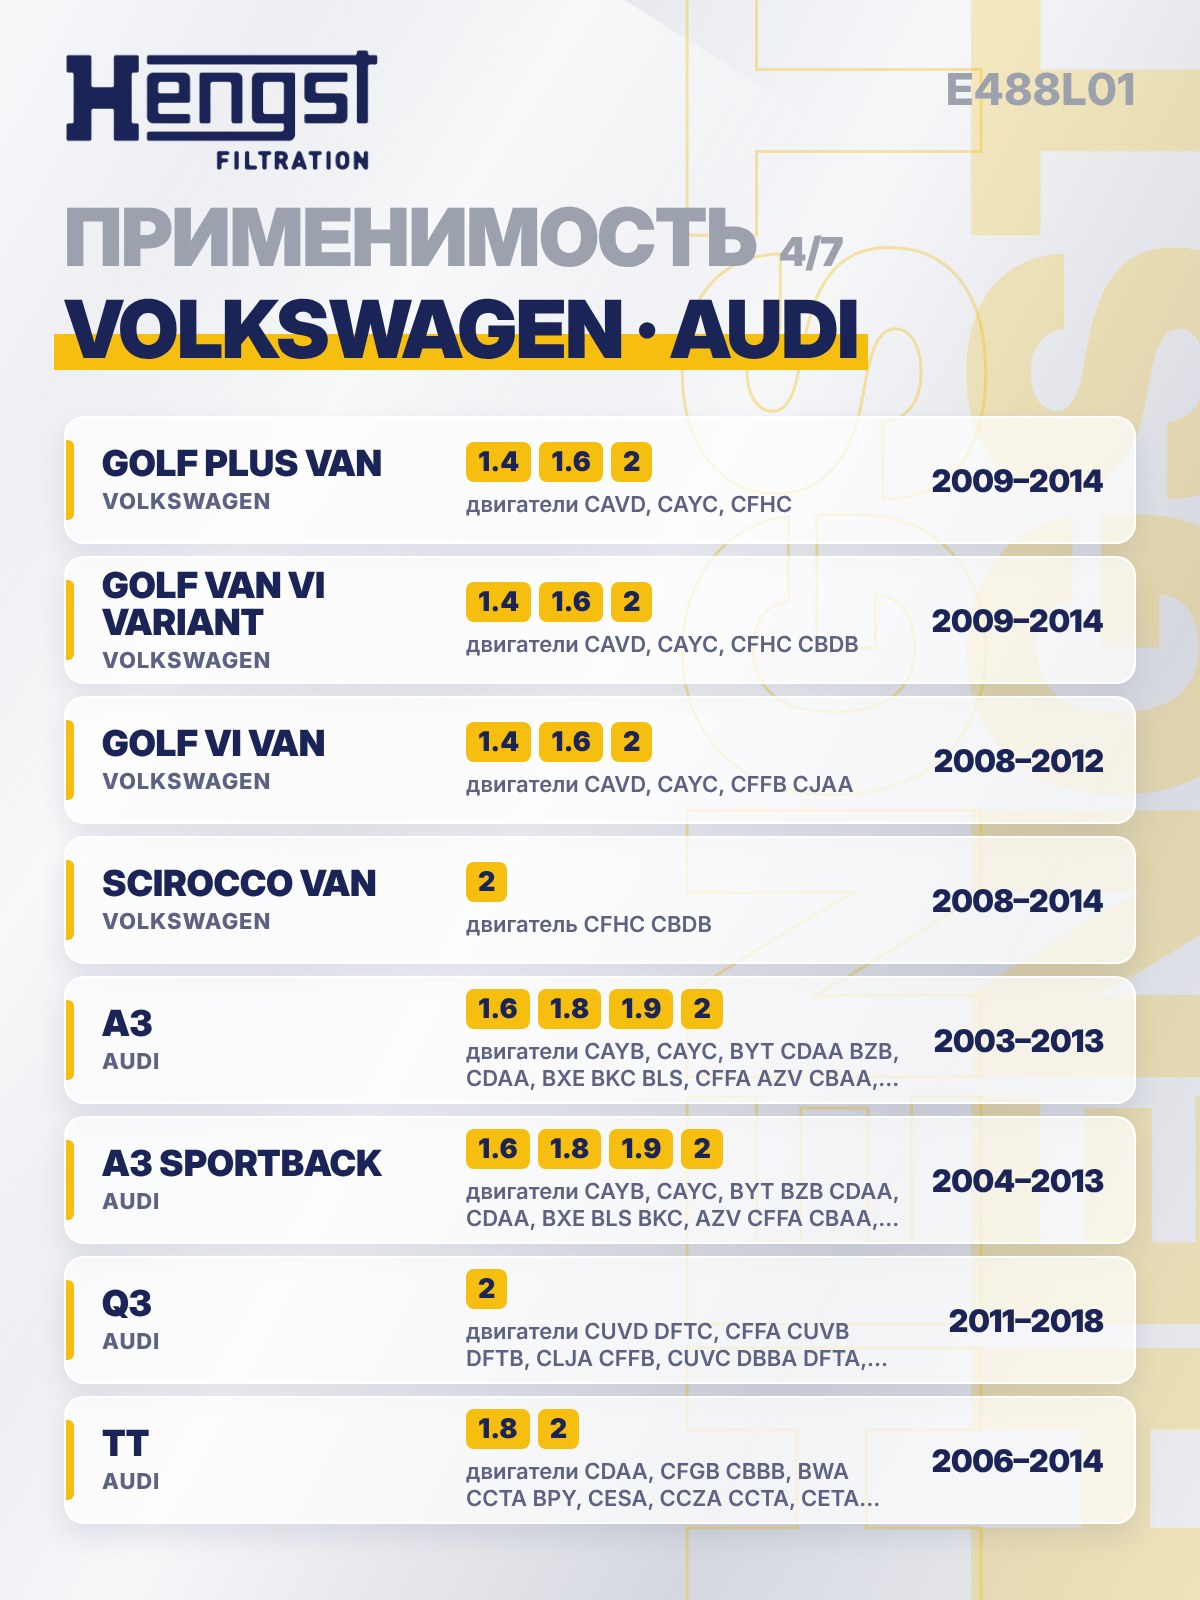 Hengst
FILTRATION
E488L01
ПРИМЕНИМОСТЬ 4/7
VOLKSWAGEN · AUDI
GOLF PLUS VAN
VOLKSWAGEN
1.4 1.6 2
двигатели CAVD, CAYC, CFHC
2009–2014
GOLF VAN VI
VARIANT
VOLKSWAGEN
1.4 1.6 2
двигатели CAVD, CAYC, CFHC CBDB
2009–2014
GOLF VI VAN
VOLKSWAGEN
1.4 1.6 2
двигатели CAVD, CAYC, CFFB CJAA
2008–2012
SCIROCCO VAN
VOLKSWAGEN
2
двигатель CFHC CBDB
2008–2014
A3
AUDI
1.6 1.8 1.9 2
двигатели CAYB, CAYC, BYT CDAA BZB,
CDAA, BXE BKC BLS, CFFA AZV CBAA,...
2003–2013
A3 SPORTBACK
AUDI
1.6 1.8 1.9 2
двигатели CAYB, CAYC, BYT BZB CDAA,
CDAA, BXE BLS BKC, AZV CFFA CBAA,...
2004–2013
Q3
AUDI
2
двигатели CUVD DFTC, CFFA CUVB
DFTB, CLJA CFFB, CUVC DBBA DFTA,...
2011–2018
TT
AUDI
1.8 2
двигатели CDAA, CFGB CBBB, BWA
CCTA BPY, CESA, CCZA CCTA, CETA...
2006–2014
HENGST
HENGST